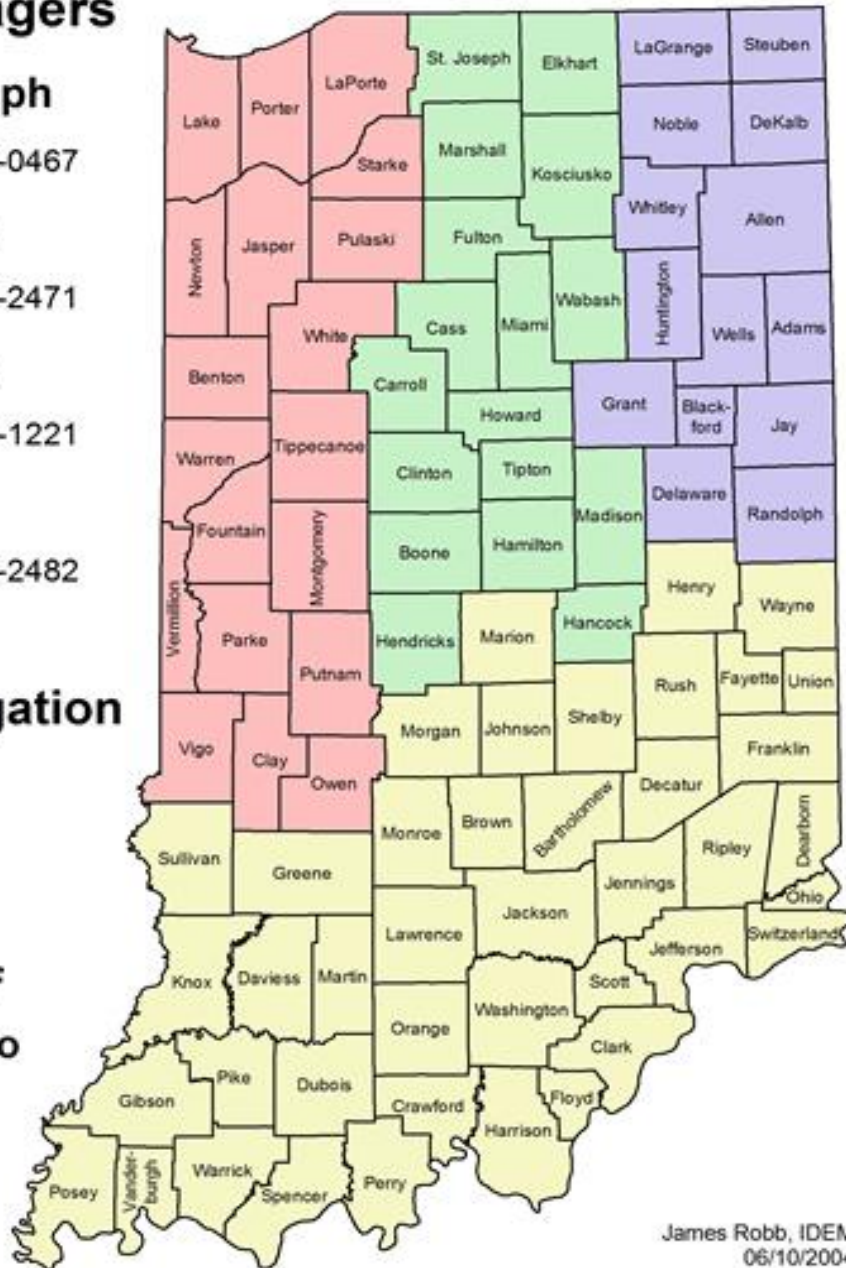 agers
ph
-0467
-2471
-1221
-2482
gation
f
o
LaGrange
Steuben
St. Joseph
Elkhart
LaPorte
Porter
Lake
Noble
DeKalb
Marshall
Starke
Kosciusko
Whitley
Allen
Newton
Jasper
Pulaski
Fulton
Huntington
Wabash
Miami
Cass
White
Wells
Adams
Benton
Carroll
Grant
Black-
ford
Howard
Jay
Tippecanoe
Warren
Clinton
Tipton
Delaware
Randolph
Madison
Fountain
Montgomery
Boone
Hamilton
Henry
Wayne
Vermillion
Parke
Hendricks
Marion
Hancock
Putnam
Rush
Fayette
Union
Morgan
Johnson
Shelby
Vigo
Clay
Owen
Franklin
Decatur
Monroe
Brown
Bartholomew
Dearborn
Ripley
Sullivan
Greene
Jennings
Ohio
Jackson
Lawrence
Switzerland
Jefferson
Knox
Daviess
Martin
Scott
Washington
Orange
Clark
Pike
Dubois
Gibson
Crawford
Floyd
Harrison
Posey
Vander-
burgh
Warrick
Spencer
Perry
James Robb, IDEM
06/10/2004